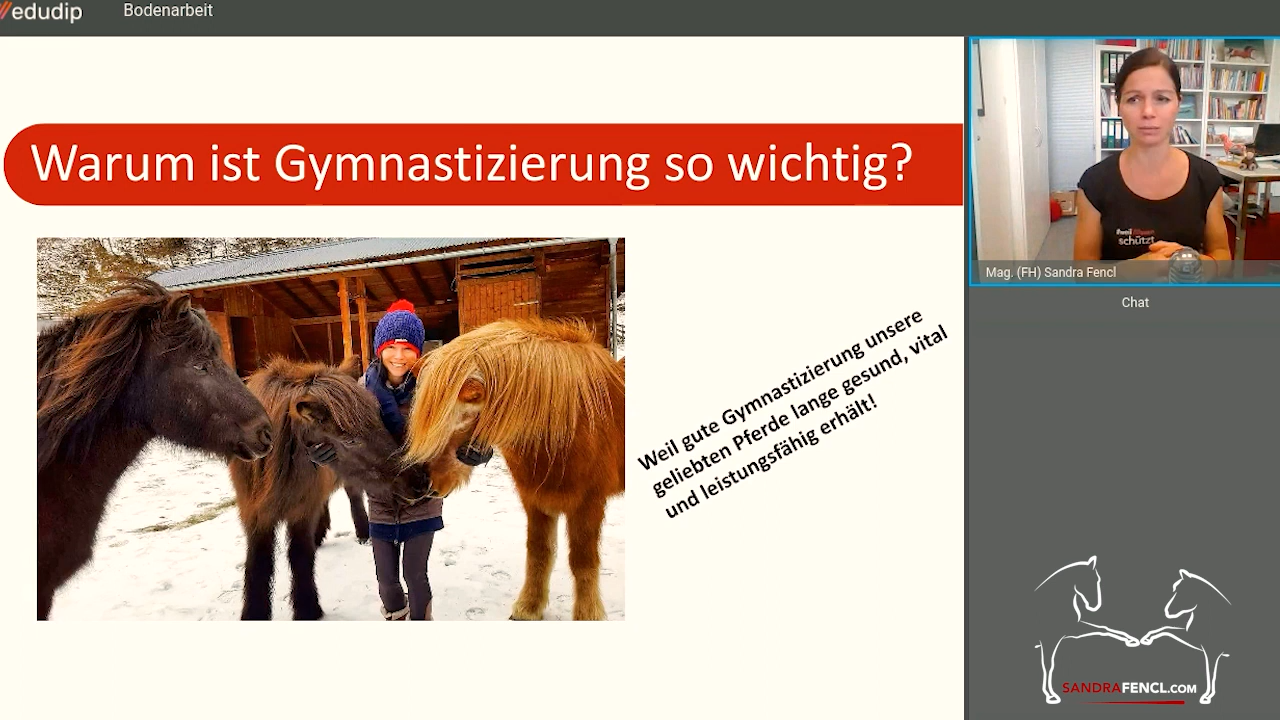 edudip
Bodenarbeit
Warum ist Gymnastizierung so wichtig?
Weil gute Gymnastizierung unsere
geliebten Pferde lange gesund, vital
und leistungsfähig erhält!
schützt
Mag. (FH) Sandra Fencl
Chat
SANDRAFENCL.COM